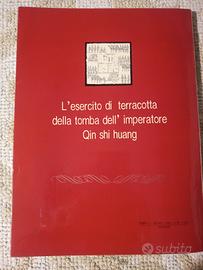 L'esercito di terracotta
della tomba dell' imperatore
Qin shi huang
subito